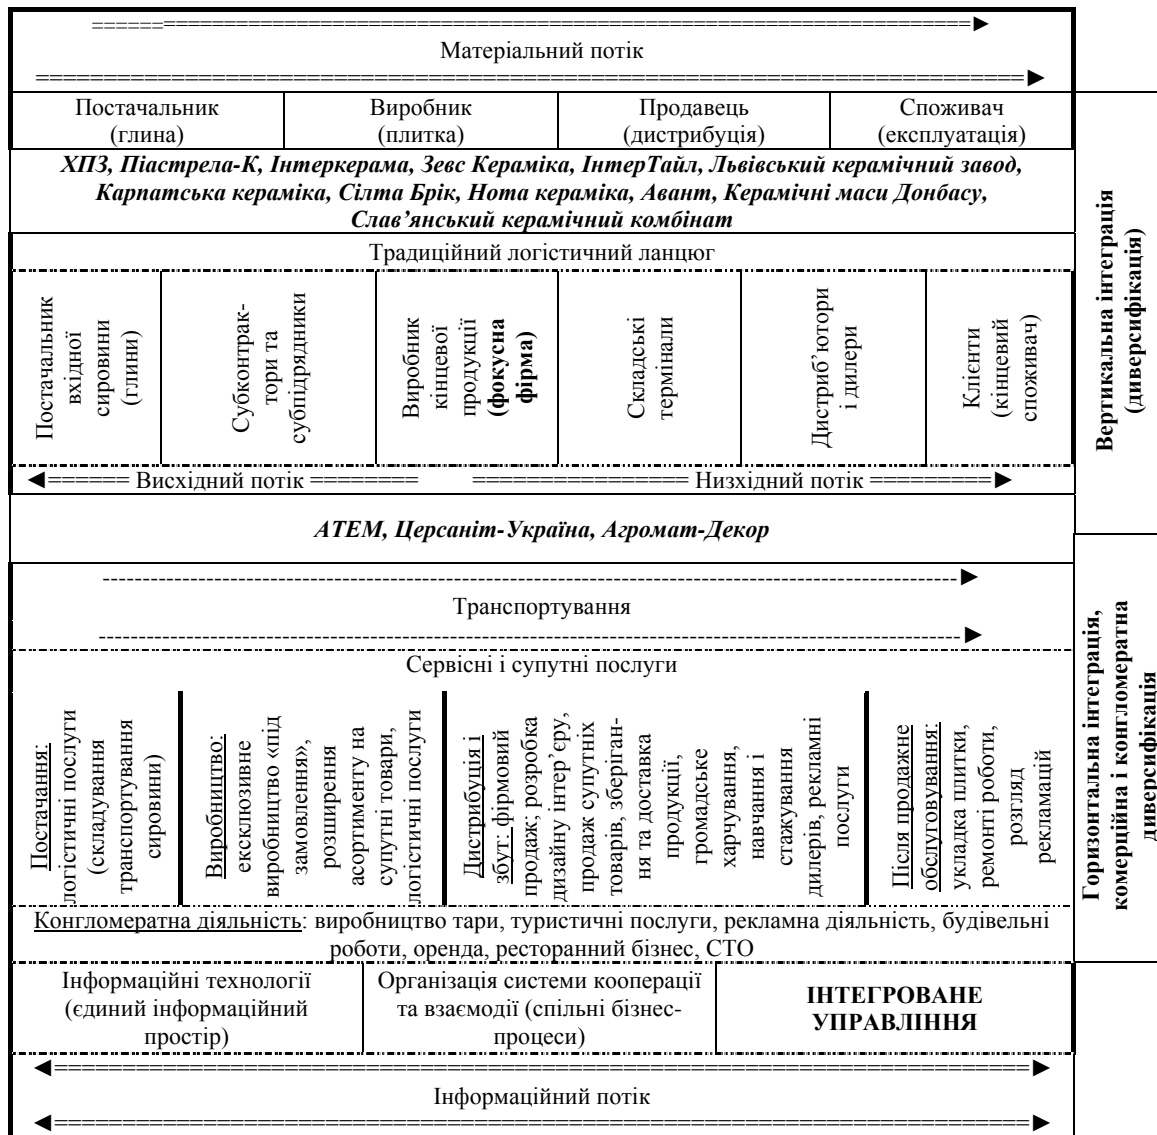 Матеріальний потік
Постачальник
(глина)
Виробник
(плитка)
Продавець
(дистрибуція)
Споживач
(експлуатація)
ХПЗ, Піастрела-К, Інтеркерама, Зевс Кераміка, ІнтерТайл, Львівський керамічний завод,
Карпатська кераміка, Сілта Брік, Нота кераміка, Авант, Керамічні маси Донбасу,
Слав’янський керамічний комбінат
Традиційний логістичний ланцюг
Постачальник
вхідної
сировини
(глини)
Субконтрак-
тори та
субпідрядники
Виробник
кінцевої
продукції
(фокусна
фірма)
Складські
термінали
Дистриб’ютори
і дилери
Клієнти
(кінцевий
споживач)
Висхідний потік
Низхідний потік
Вертикальна інтеграція
(диверсифікація)
АТЕМ, Церсаніт-Україна, Агромат-Декор
Транспортування
Сервісні і супутні послуги
Постачання:
логістичні послуги
(складування
транспортування
сировини)
Виробництво:
ексклюзивне
виробництво «під
замовлення»,
розширення
асортименту на
супутні товари,
логістичні послуги
Дистрибуція і
збут: фірмовий
продаж; розробка
дизайну інтер’єру,
продаж супутніх
товарів, зберіган-
ня та доставка
продукції,
громадське
харчування,
навчання і
стажування
дилерів, рекламні
послуги
Після продажне
обслуговування:
укладка плитки,
ремонті роботи,
розгляд
рекламацій
Горизонтальна інтеграція,
комерційна і конгломератна
диверсифікація
Конгломератна діяльність: виробництво тари, туристичні послуги, рекламна діяльність, будівельні
роботи, оренда, ресторанний бізнес, СТО
Інформаційні технології
(єдиний інформаційний
простір)
Організація системи кооперації
та взаємодії (спільні бізнес-
процеси)
ІНТЕГРОВАНЕ
УПРАВЛІННЯ
Інформаційний потік